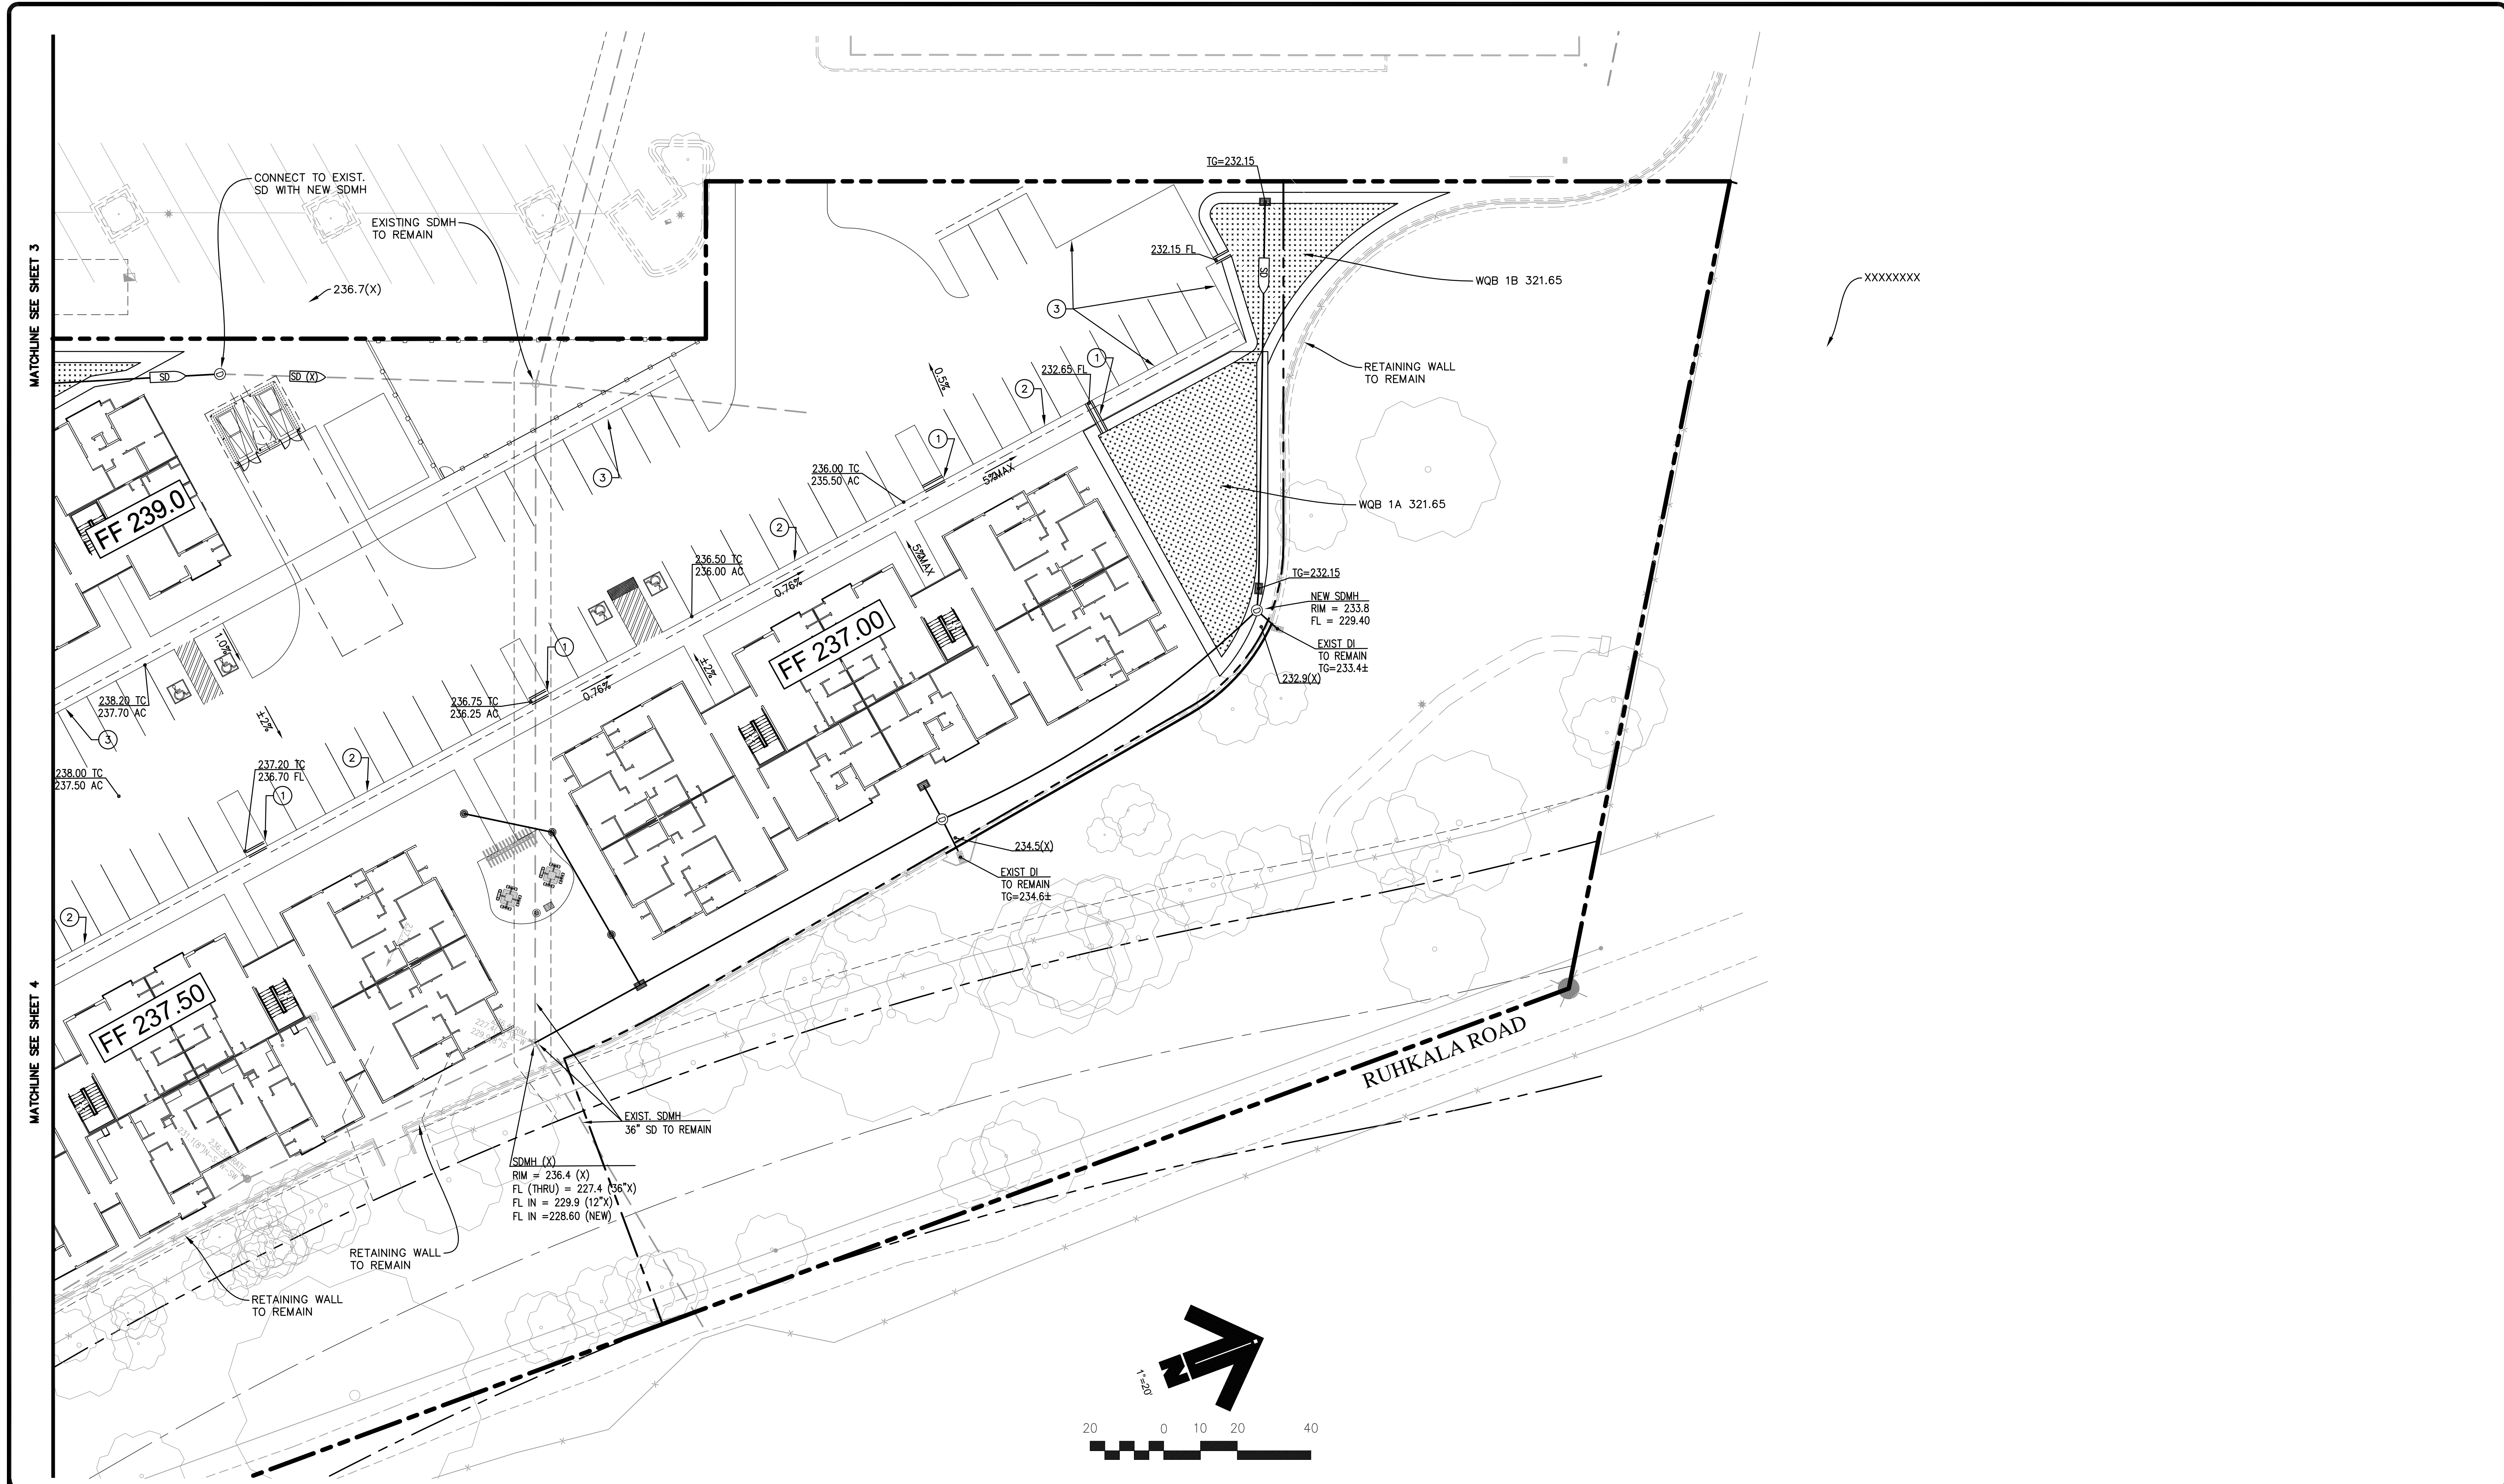 MATCHLINE SEE SHEET 3
MATCHLINE SEE SHEET 4
CONNECT TO EXIST.
SD WITH NEW SDMH
EXISTING SDMH
TO REMAIN
236.7(X)
SD
SD (X)
TG=232.15
232.15 FL
SD
3
WQB 1B 321.65
XXXXXXXX
RETAINING WALL
TO REMAIN
1
232.65 FL
2
0.5%
1
236.00 TC
235.50 AC
5%MAX
3
FF 239.0
WQB 1A 321.65
2
236.50 TC
236.00 AC
0.76%
5%MAX
TG=232.15
NEW SDMH
RIM = 233.8
FL = 229.40
EXIST DI
TO REMAIN
TG=233.4±
232.9(X)
FF 237.00
1
1.0%
±2%
0.76%
238.20 TC
237.70 AC
236.75 TC
236.25 AC
±2%
3
2
237.20 TC
236.70 FL
1
238.00 TC
237.50 AC
234.5(X)
EXIST DI
TO REMAIN
TG=234.6±
2
FF 237.50
RUHKALA ROAD
EXIST. SDMH
36" SD TO REMAIN
SDMH (X)
RIM = 236.4 (X)
FL (THRU) = 227.4 (36"X)
FL IN = 229.9 (12"X)
FL IN =228.60 (NEW)
RETAINING WALL
TO REMAIN
RETAINING WALL
TO REMAIN
N
1"=20'
20 0 10 20 40